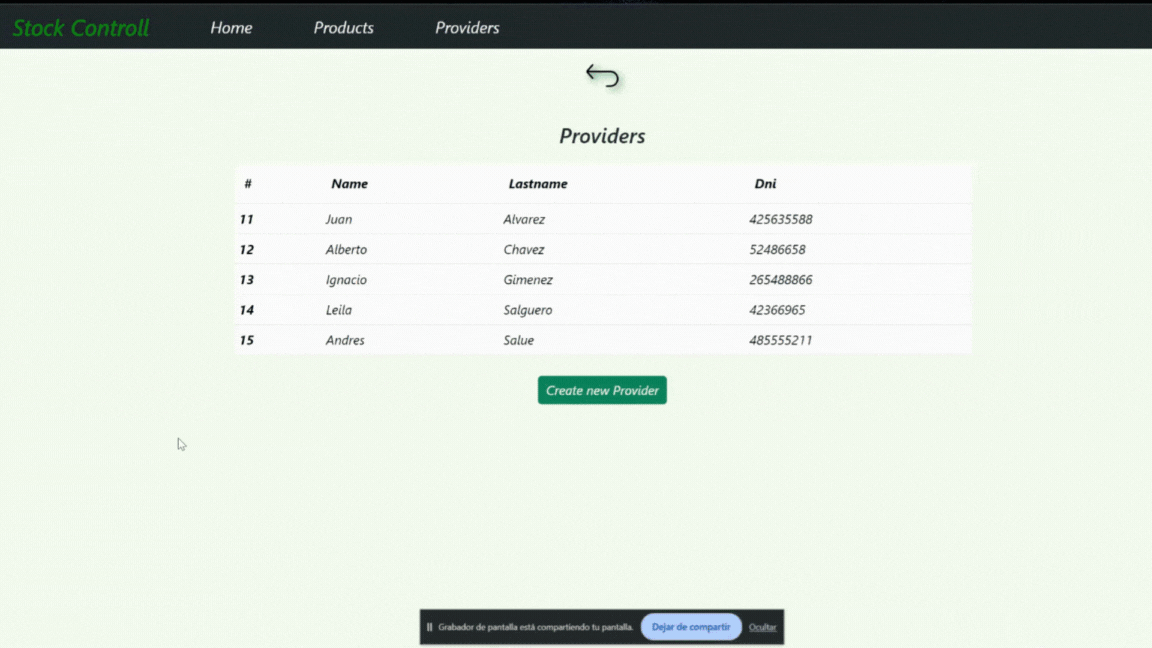 Stock Controll Home Products Providers
Providers
# Name Lastname Dni
11 Juan Alvarez 425635588
12 Alberto Chavez 52486658
13 Ignacio Gimenez 265488866
14 Leila Salguero 42366965
15 Andres Salue 485555211
Create new Provider
Grabador de pantalla está compartiendo tu pantalla. Dejar de compartir Ocultar